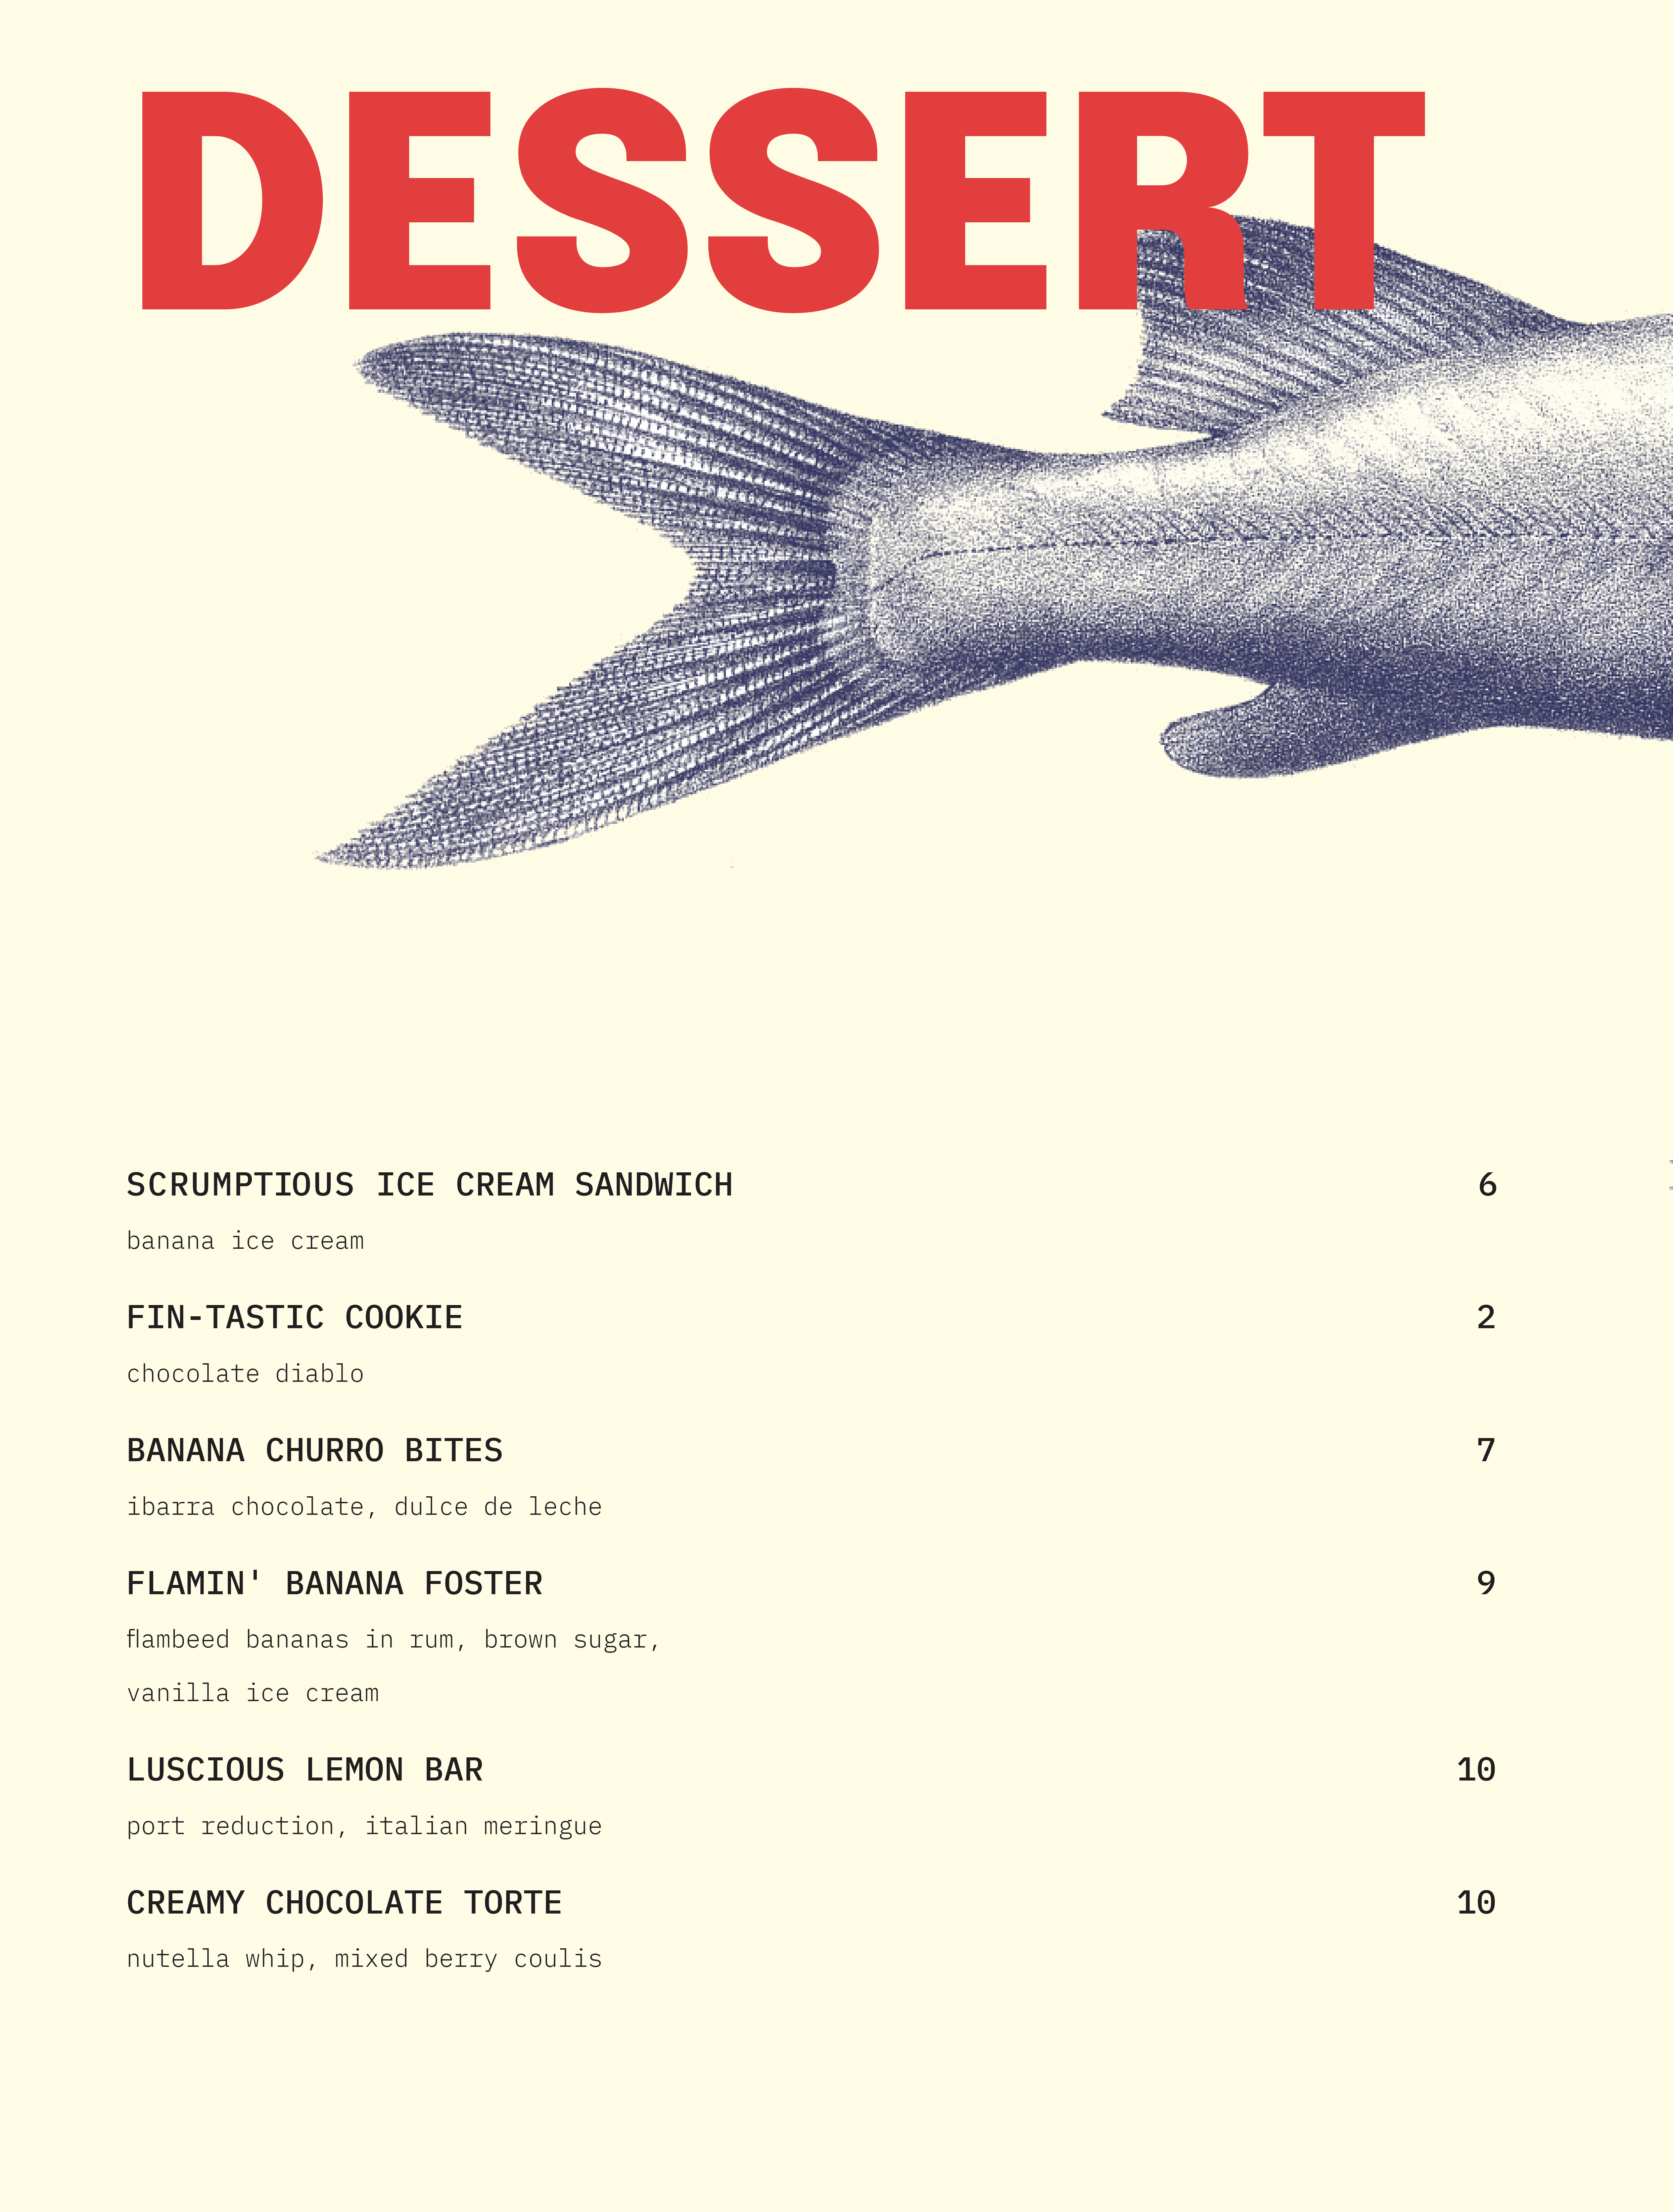 DESSERT
SCRUMPTIOUS ICE CREAM SANDWICH 6
banana ice cream
FIN-TASTIC COOKIE 2
chocolate diablo
BANANA CHURRO BITES 7
ibarra chocolate, dulce de leche
FLAMIN' BANANA FOSTER 9
flambeed bananas in rum, brown sugar,
vanilla ice cream
LUSCIOUS LEMON BAR 10
port reduction, italian meringue
CREAMY CHOCOLATE TORTE 10
nutella whip, mixed berry coulis